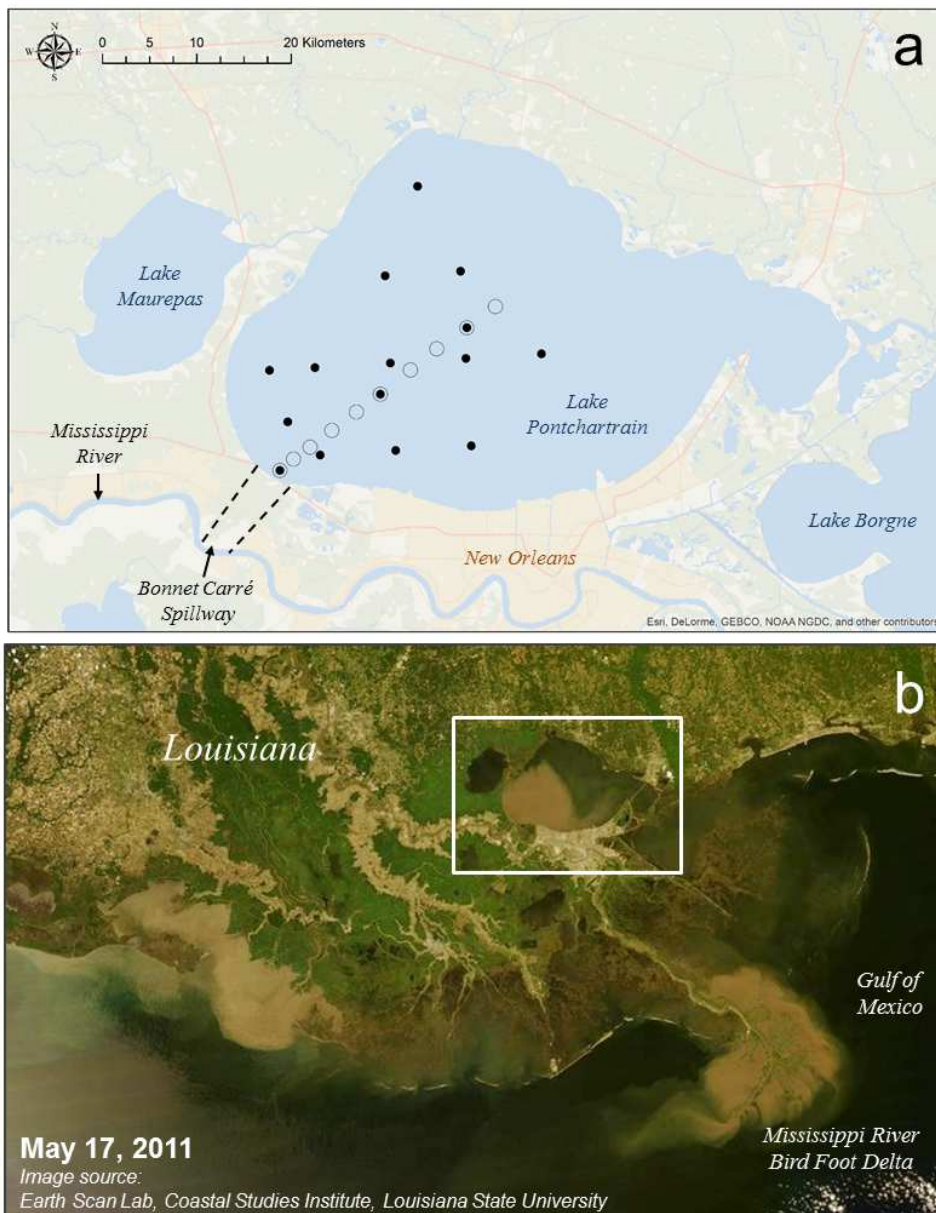 a
N
W E
S
0 5 10 20 Kilometers
Lake
Maurepas
Lake
Pontchartrain
Mississippi
River
Lake Borgne
New Orleans
Bonnet Carré
Spillway
Esri, DeLorme, GEBCO, NOAA NGDC, and other contributors
b
Louisiana
Gulf of
Mexico
May 17, 2011
Image source:
Earth Scan Lab, Coastal Studies Institute, Louisiana State University
Mississippi River
Bird Foot Delta